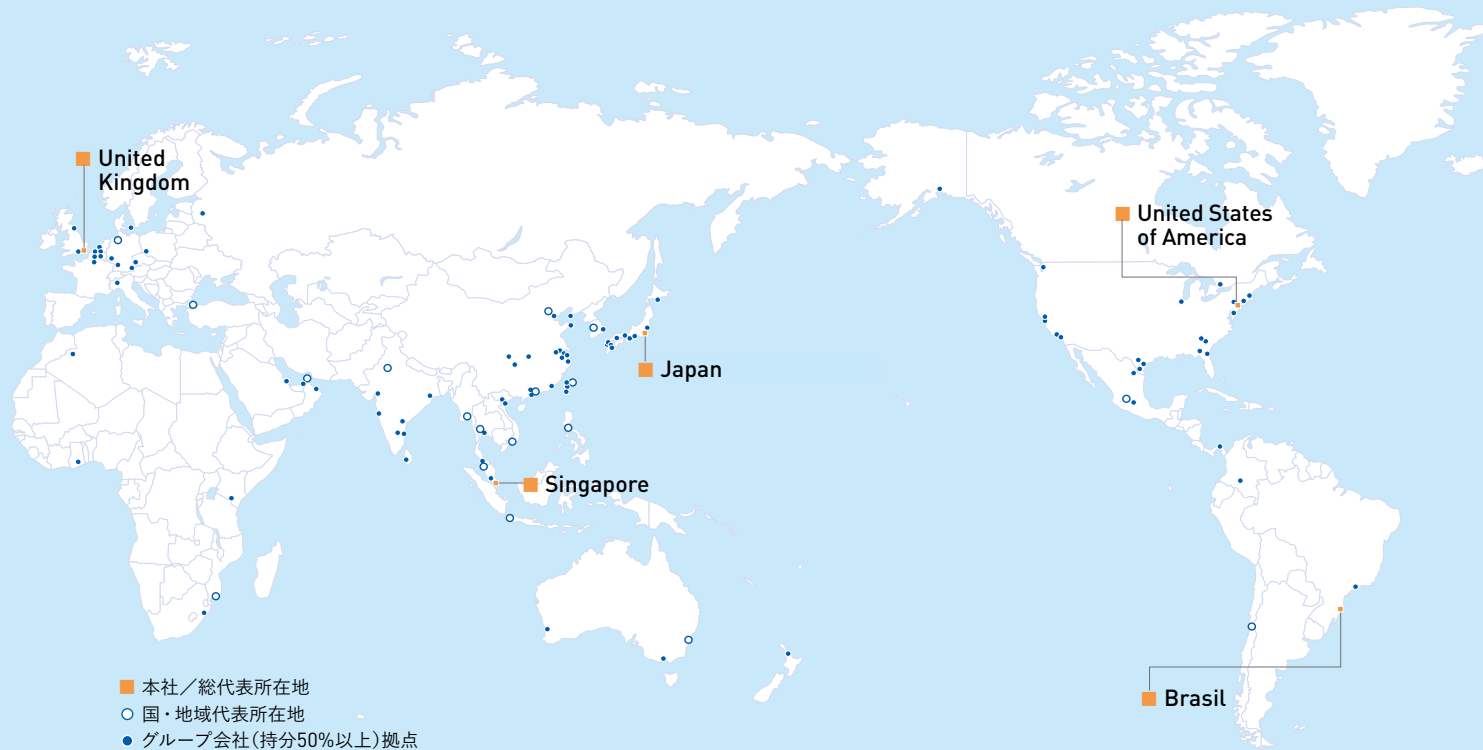 United
Kingdom
United States
of America
Japan
Singapore
Brasil
本社／総代表所在地
国・地域代表所在地
グループ会社（持分50%以上）拠点